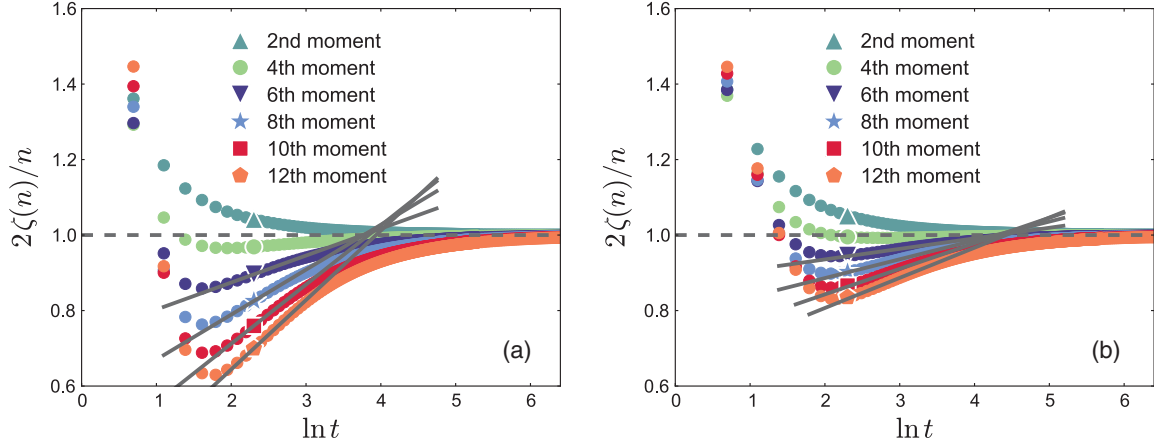 1.6
1.4
1.2
1.0
0.8
0.6
2ζ(n)/n
2nd moment
4th moment
6th moment
8th moment
10th moment
12th moment
(a)
0 1 2 3 4 5 6
ln t
1.6
1.4
1.2
1.0
0.8
0.6
2ζ(n)/n
2nd moment
4th moment
6th moment
8th moment
10th moment
12th moment
(b)
0 1 2 3 4 5 6
ln t